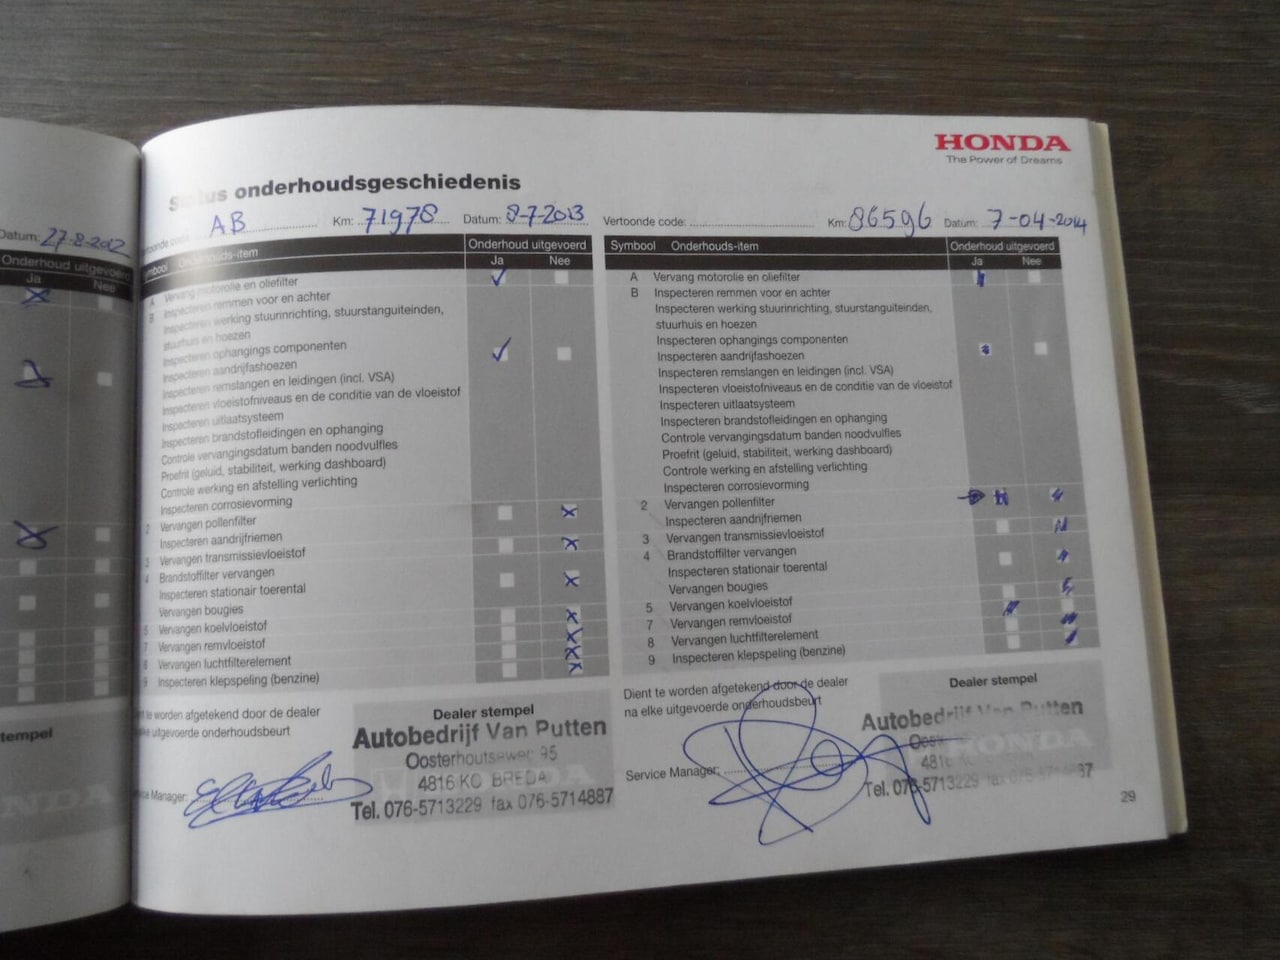 HONDA
The Power of Dreams
Status onderhoudsgeschiedenis
Datum: 27-8-2012
Onderhoud uitgevoerd
Ja Nee
stempel
Vertoonde code: AB Km: 71978 Datum: 8-7-2013
Symbool Onderhouds-item Onderhoud uitgevoerd
Ja Nee
A Vervang motorolie en oliefilter
B Inspecteren remmen voor en achter
Inspecteren werking stuurinrichting, stuurstanguiteinden,
stuurhuis en hoezen
Inspecteren ophangings componenten
Inspecteren aandrijfashoezen
Inspecteren remslangen en leidingen (incl. VSA)
Inspecteren vloeistofniveaus en de conditie van de vloeistof
Inspecteren uitlaatsysteem
Inspecteren brandstofleidingen en ophanging
Controle vervangingsdatum banden noodvulfles
Proefrit (geluid, stabiliteit, werking dashboard)
Controle werking en afstelling verlichting
Inspecteren corrosievorming
2 Vervangen pollenfilter
Inspecteren aandrijfriemen
3 Vervangen transmissievloeistof
4 Brandstoffilter vervangen
Inspecteren stationair toerental
Vervangen bougies
5 Vervangen koelvloeistof
7 Vervangen remvloeistof
8 Vervangen luchtfilterelement
9 Inspecteren klepspeling (benzine)
Dient te worden afgetekend door de dealer
na elke uitgevoerde onderhoudsbeurt
Service Manager:
Dealer stempel
Autobedrijf Van Putten
Oosterhoutseweg 95
4816 KC BREDA
HONDA
Tel. 076-5713229 fax 076-5714887
Vertoonde code: Km: 86596 Datum: 7-04-2014
Symbool Onderhouds-item Onderhoud uitgevoerd
Ja Nee
A Vervang motorolie en oliefilter
B Inspecteren remmen voor en achter
Inspecteren werking stuurinrichting, stuurstanguiteinden,
stuurhuis en hoezen
Inspecteren ophangings componenten
Inspecteren aandrijfashoezen
Inspecteren remslangen en leidingen (incl. VSA)
Inspecteren vloeistofniveaus en de conditie van de vloeistof
Inspecteren uitlaatsysteem
Inspecteren brandstofleidingen en ophanging
Controle vervangingsdatum banden noodvulfles
Proefrit (geluid, stabiliteit, werking dashboard)
Controle werking en afstelling verlichting
Inspecteren corrosievorming
2 Vervangen pollenfilter
Inspecteren aandrijfriemen
3 Vervangen transmissievloeistof
4 Brandstoffilter vervangen
Inspecteren stationair toerental
Vervangen bougies
5 Vervangen koelvloeistof
7 Vervangen remvloeistof
8 Vervangen luchtfilterelement
9 Inspecteren klepspeling (benzine)
Dient te worden afgetekend door de dealer
na elke uitgevoerde onderhoudsbeurt
Service Manager:
Dealer stempel
Autobedrijf Van Putten
HONDA
Tel. 076-5713229
29